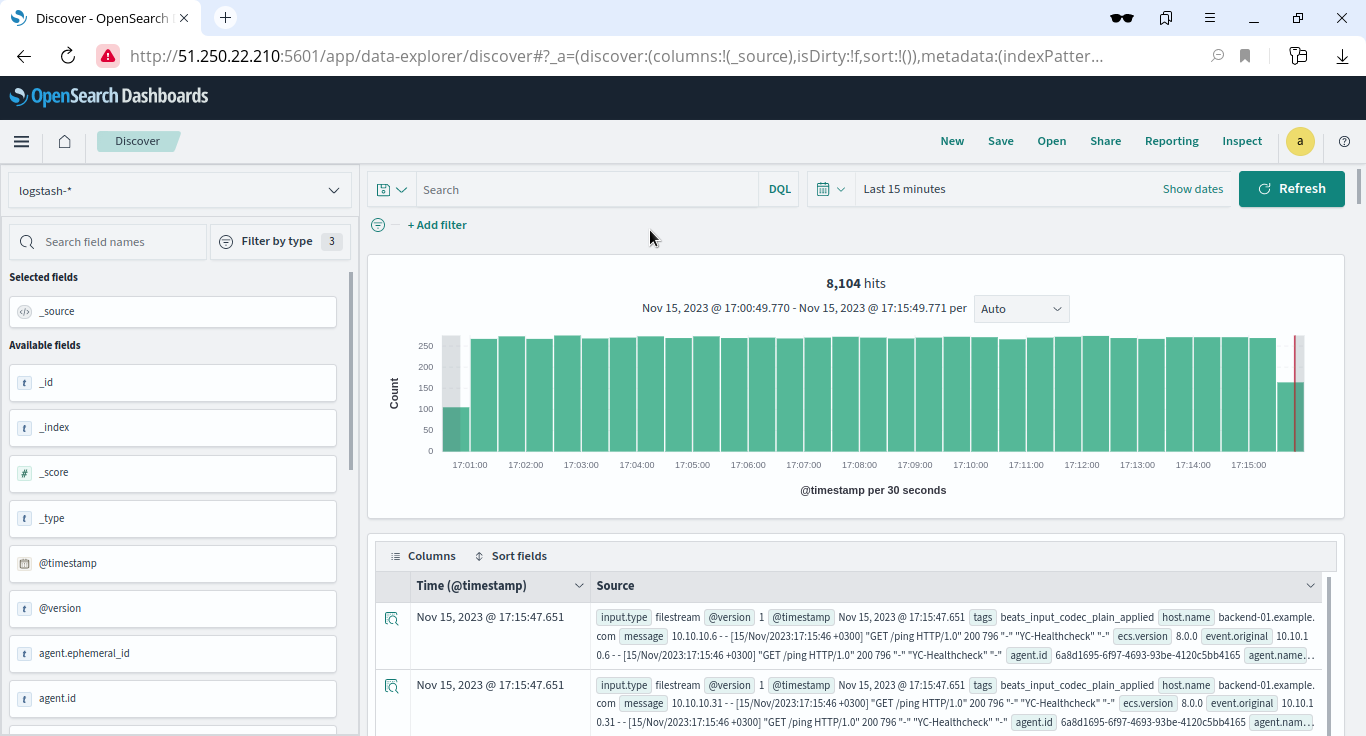 Discover - OpenSearch
http://51.250.22.210:5601/app/data-explorer/discover#?_a=(discover:(columns:!(_source),isDirty:!f,sort:!()),metadata:(indexPatter...
OpenSearch Dashboards
Discover
New Save Open Share Reporting Inspect a
logstash-*
Search DQL
Last 15 minutes Show dates
Refresh
+ Add filter
Search field names
Filter by type 3
Selected fields
_source
Available fields
t _id
t _index
# _score
t _type
@timestamp
t @version
t agent.ephemeral_id
t agent.id
8,104 hits
Nov 15, 2023 @ 17:00:49.770 - Nov 15, 2023 @ 17:15:49.771 per Auto
Count
250
200
150
100
50
0
17:01:00 17:02:00 17:03:00 17:04:00 17:05:00 17:06:00 17:07:00 17:08:00 17:09:00 17:10:00 17:11:00 17:12:00 17:13:00 17:14:00 17:15:00
@timestamp per 30 seconds
Columns Sort fields
Time (@timestamp) Source
Nov 15, 2023 @ 17:15:47.651 input.type filestream @version 1 @timestamp Nov 15, 2023 @ 17:15:47.651 tags beats_input_codec_plain_applied host.name backend-01.example.
com message 10.10.10.6 - - [15/Nov/2023:17:15:46 +0300] "GET /ping HTTP/1.0" 200 796 "-" "YC-Healthcheck" "-" ecs.version 8.0.0 event.original 10.10.1
0.6 - - [15/Nov/2023:17:15:46 +0300] "GET /ping HTTP/1.0" 200 796 "-" "YC-Healthcheck" "-" agent.id 6a8d1695-6f97-4693-93be-4120c5bb4165 agent.name...
Nov 15, 2023 @ 17:15:47.651 input.type filestream @version 1 @timestamp Nov 15, 2023 @ 17:15:47.651 tags beats_input_codec_plain_applied host.name backend-01.example.
com message 10.10.10.31 - - [15/Nov/2023:17:15:46 +0300] "GET /ping HTTP/1.0" 200 796 "-" "YC-Healthcheck" "-" ecs.version 8.0.0 event.original 10.10.1
0.31 - - [15/Nov/2023:17:15:46 +0300] "GET /ping HTTP/1.0" 200 796 "-" "YC-Healthcheck" "-" agent.id 6a8d1695-6f97-4693-93be-4120c5bb4165 agent.nam...